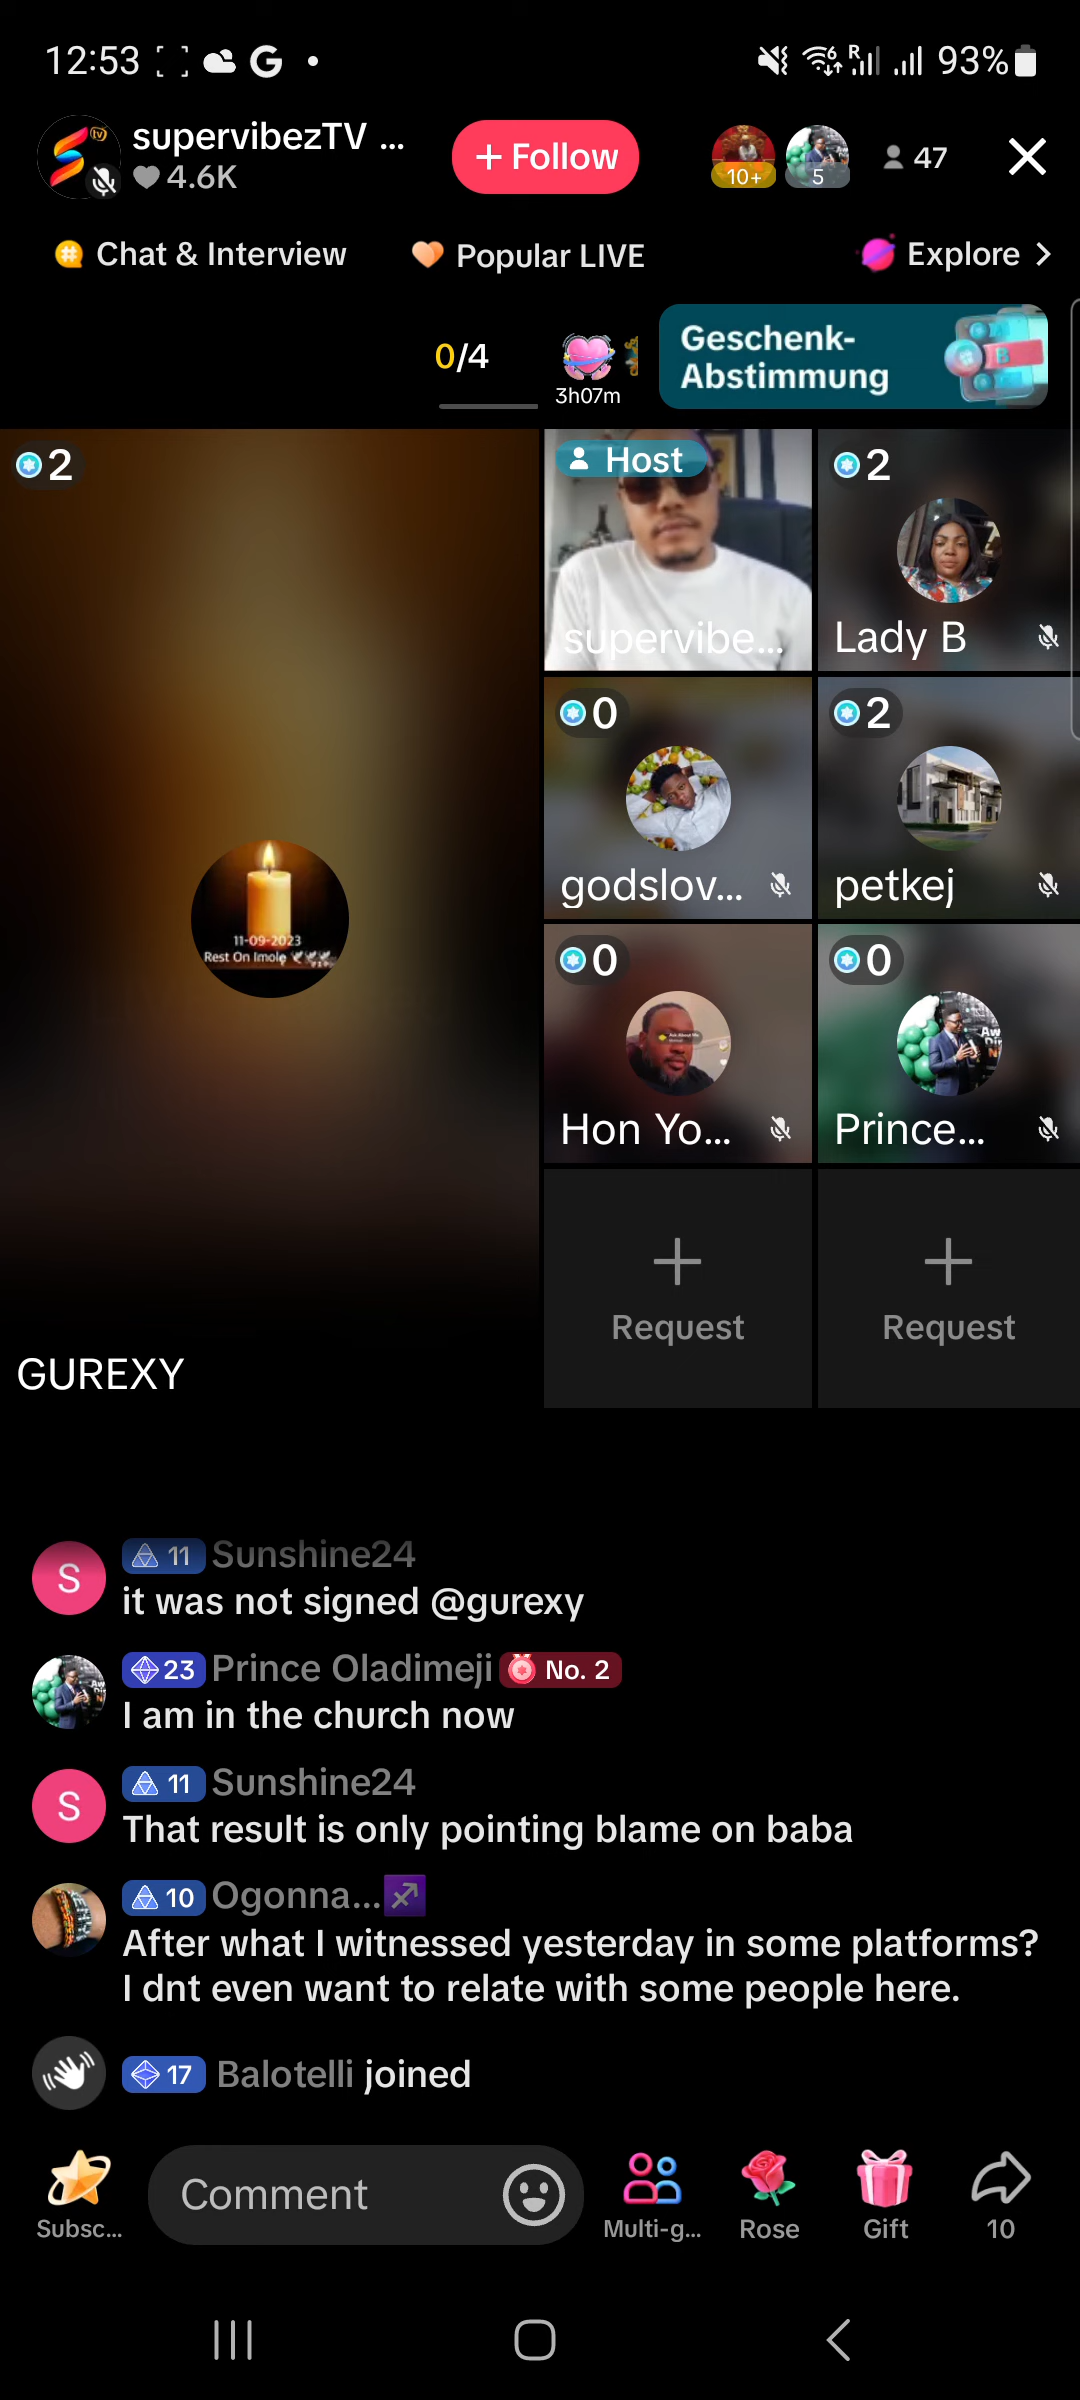 12:53
93%
supervibezTV ...
4.6K
+ Follow
10+
5
47
Chat & Interview
Popular LIVE
Explore
0/4
3h07m
Geschenk-
Abstimmung
2
Host
supervibe...
2
Lady B
0
godslov...
2
petkej
11-09-2023
Rest On Imole
0
Hon Yo...
0
Prince...
GUREXY
+
Request
+
Request
S
11 Sunshine24
it was not signed @gurexy
23 Prince Oladimeji No. 2
I am in the church now
S
11 Sunshine24
That result is only pointing blame on baba
10 Ogonna...♐
After what I witnessed yesterday in some platforms?
I dnt even want to relate with some people here.
17 Balotelli joined
Subsc...
Comment
Multi-g...
Rose
Gift
10